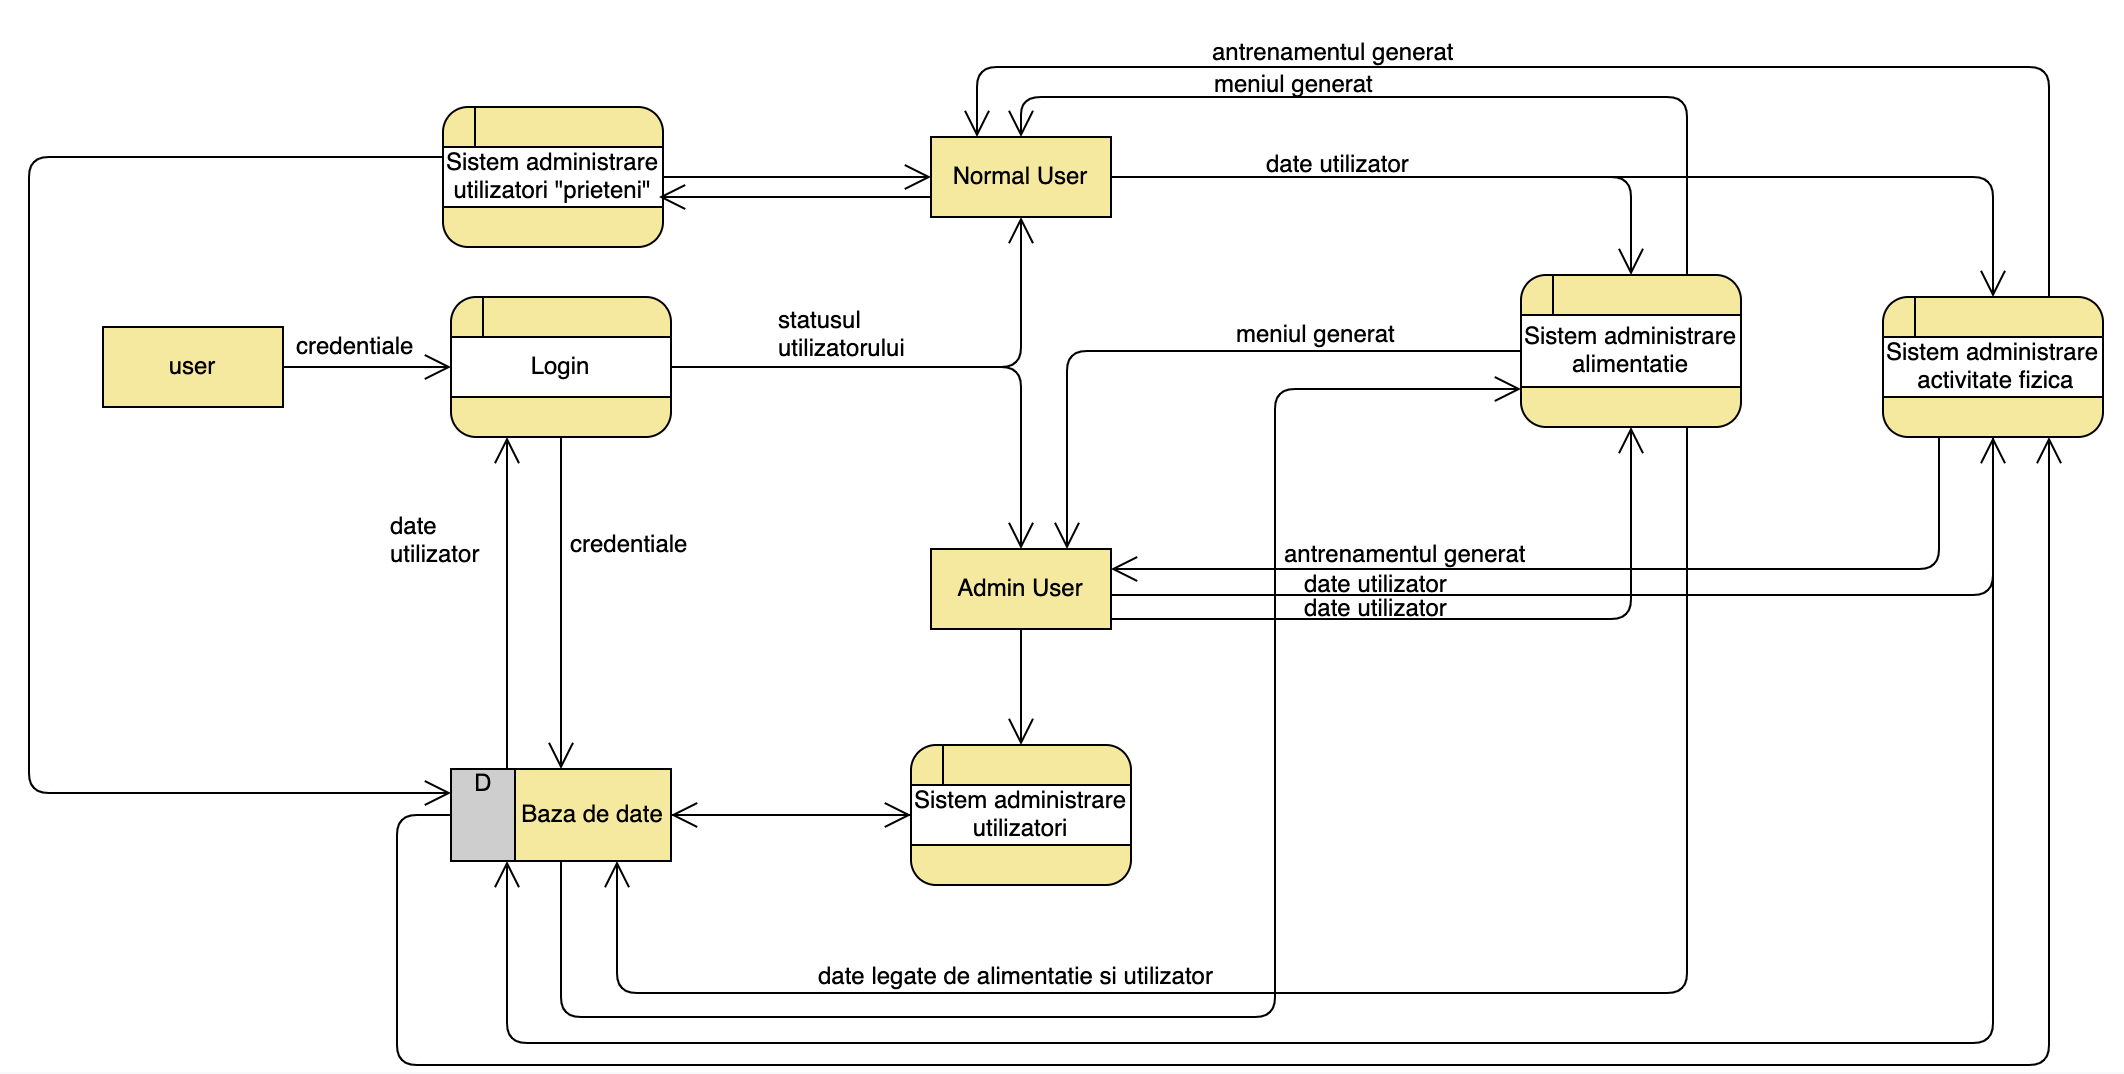 antrenamentul generat
meniul generat
Sistem administrare
utilizatori "prieteni"
Normal User
date utilizator
user
credentiale
Login
statusul
utilizatorului
meniul generat
Sistem administrare
alimentatie
Sistem administrare
activitate fizica
date
utilizator
credentiale
antrenamentul generat
Admin User
date utilizator
date utilizator
D
Baza de date
Sistem administrare
utilizatori
date legate de alimentatie si utilizator